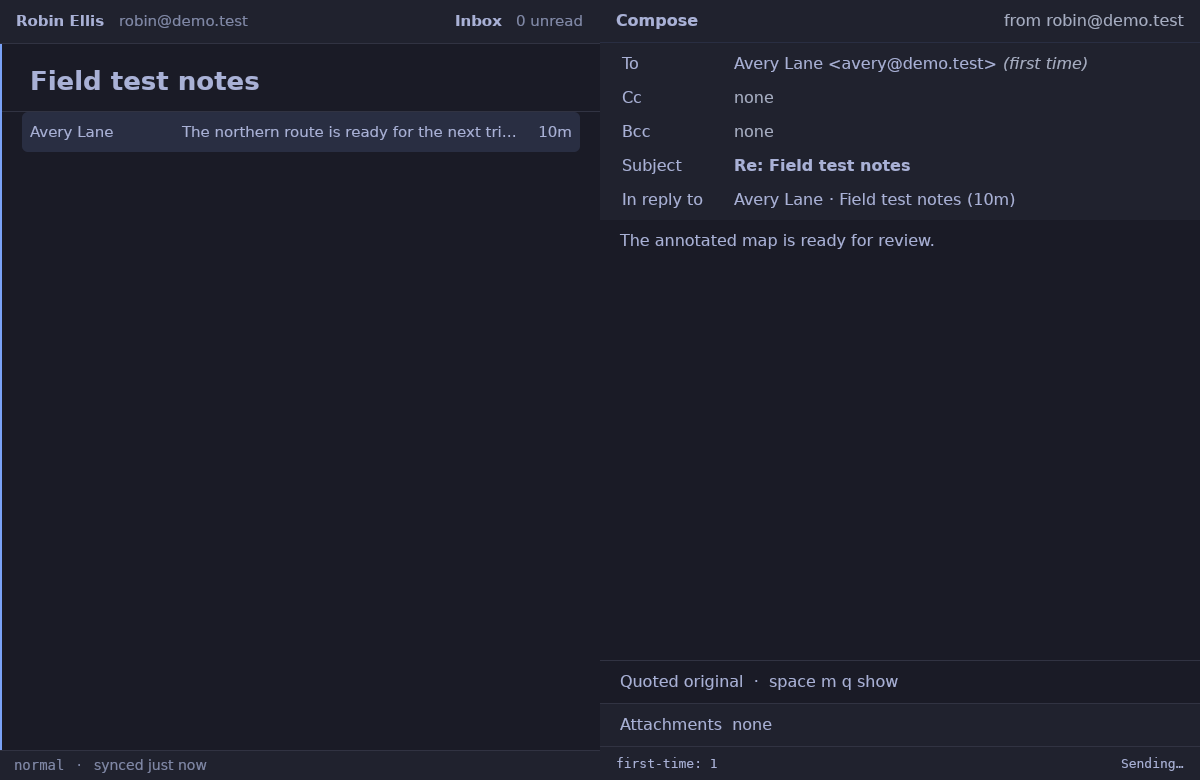 Robin Ellis robin@demo.test Inbox 0 unread
Field test notes
Avery Lane The northern route is ready for the next tri… 10m
normal · synced just now
Compose from robin@demo.test
To Avery Lane <avery@demo.test> (first time)
Cc none
Bcc none
Subject Re: Field test notes
In reply to Avery Lane · Field test notes (10m)
The annotated map is ready for review.
Quoted original · space m q show
Attachments none
first-time: 1 Sending…